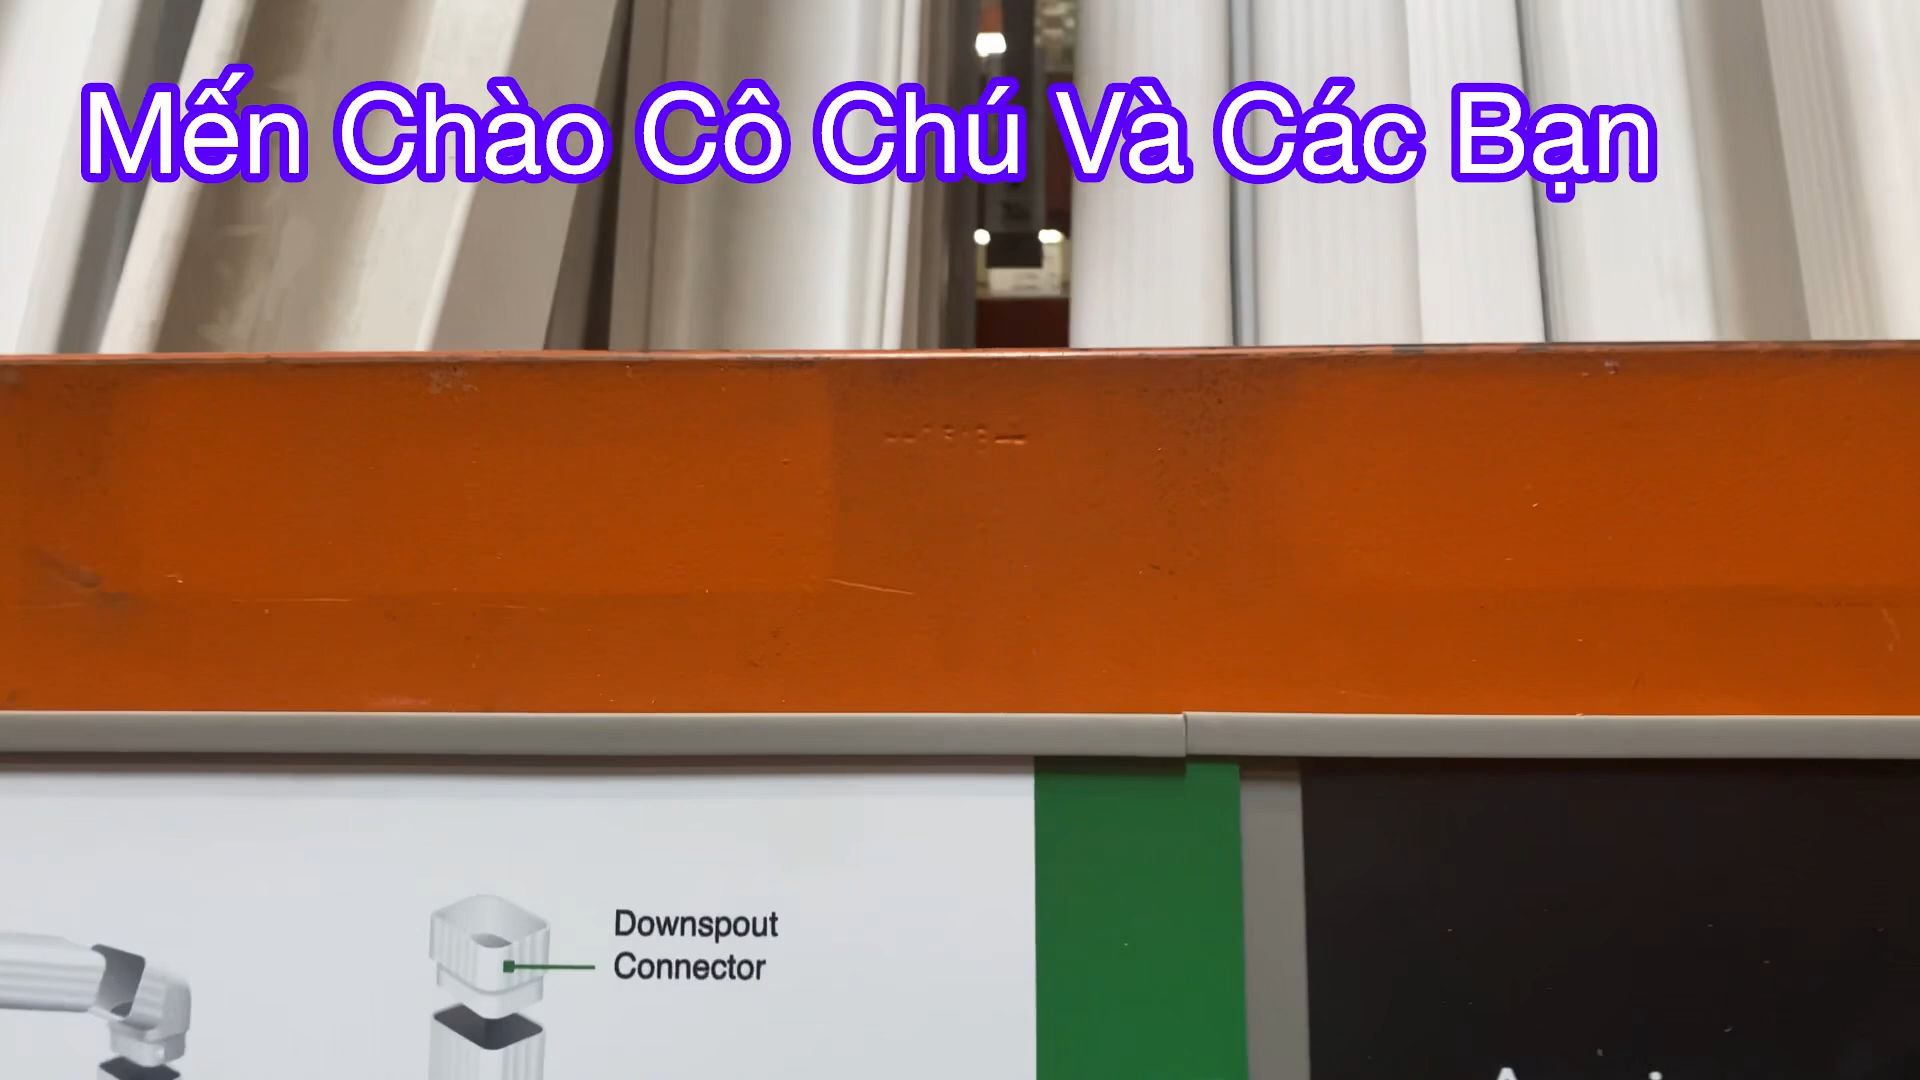 Mến Chào Cô Chú Và Các Bạn
Downspout
Connector